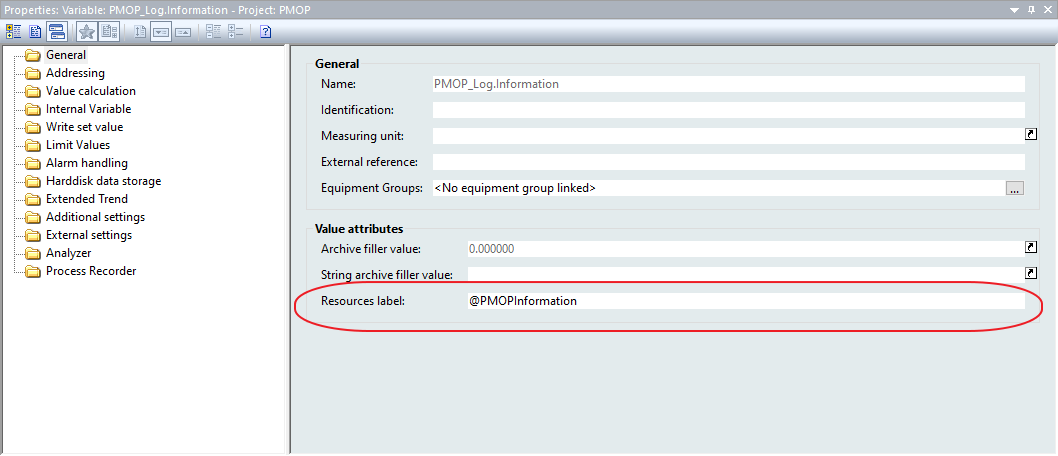 Properties: Variable: PMOP_Log.Information - Project: PMOP
General
Addressing
Value calculation
Internal Variable
Write set value
Limit Values
Alarm handling
Harddisk data storage
Extended Trend
Additional settings
External settings
Analyzer
Process Recorder
General
Name: PMOP_Log.Information
Identification:
Measuring unit:
External reference:
Equipment Groups: <No equipment group linked> ...
Value attributes
Archive filler value: 0.000000
String archive filler value:
Resources label: @PMOPInformation